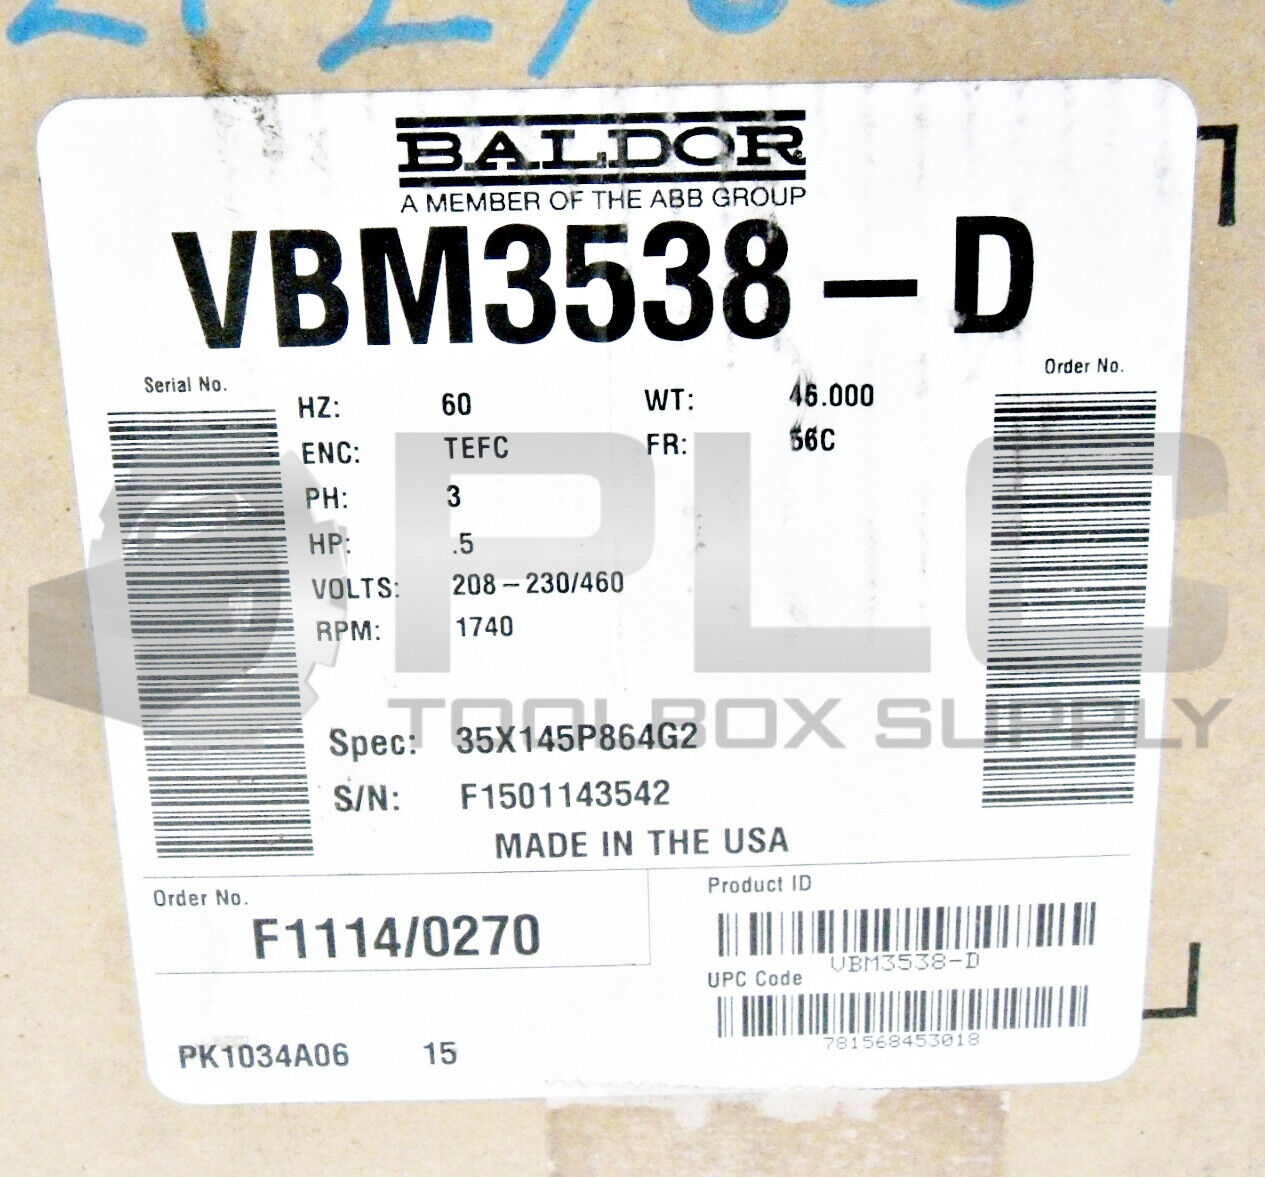 BALDOR
A MEMBER OF THE ABB GROUP
VBM3538-D
Serial No.
Order No.
HZ: 60 WT: 46.000
ENC: TEFC FR: 56C
PH: 3
HP: .5
VOLTS: 208-230/460
RPM: 1740
PLC
TOOLBOX SUPPLY
Spec: 35X145P864G2
S/N: F1501143542
MADE IN THE USA
Order No.
F1114/0270
Product ID
VBM3538-D
UPC Code
781568453018
PK1034A06 15